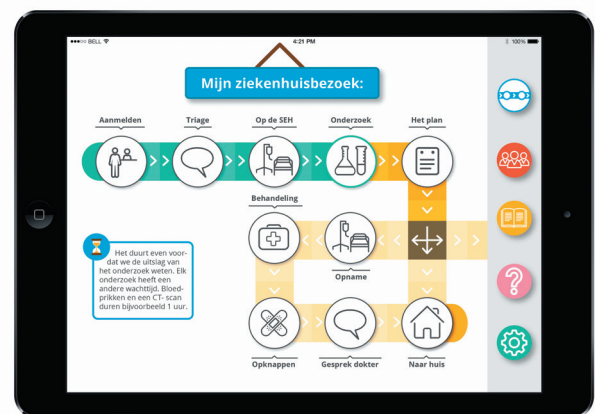 BELL
4:21 PM
100%
Mijn ziekenhuisbezoek:
Aanmelden
Triage
Op de SEH
Onderzoek
Het plan
Behandeling
Opname
Het duurt even voor-
dat we de uitslag van
het onderzoek weten. Elk
onderzoek heeft een
andere wachttijd. Bloed-
prikken en een CT- scan
duren bijvoorbeeld 1 uur.
?
Opknappen
Gesprek dokter
Naar huis